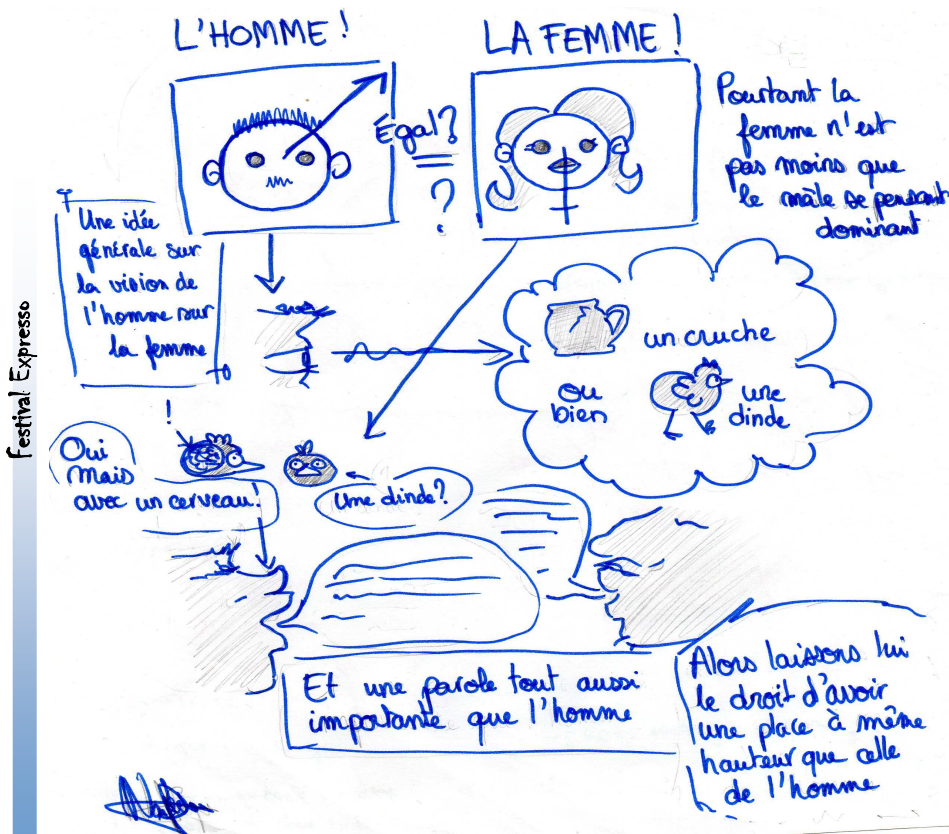 L'HOMME !
LA FEMME !
Égal ?
?
Pourtant la
femme n'est
pas moins que
le mâle se pensant
dominant
Une idée
générale sur
la vision de
l'homme sur
la femme
un cruche
ou
bien
une
dinde
!
Oui
mais
avec un cerveau!
Une dinde?
Et une parole tout aussi
importante que l'homme
Alors laissons lui
le droit d'avoir
une place à même
hauteur que celle
de l'homme
Festival Expresso